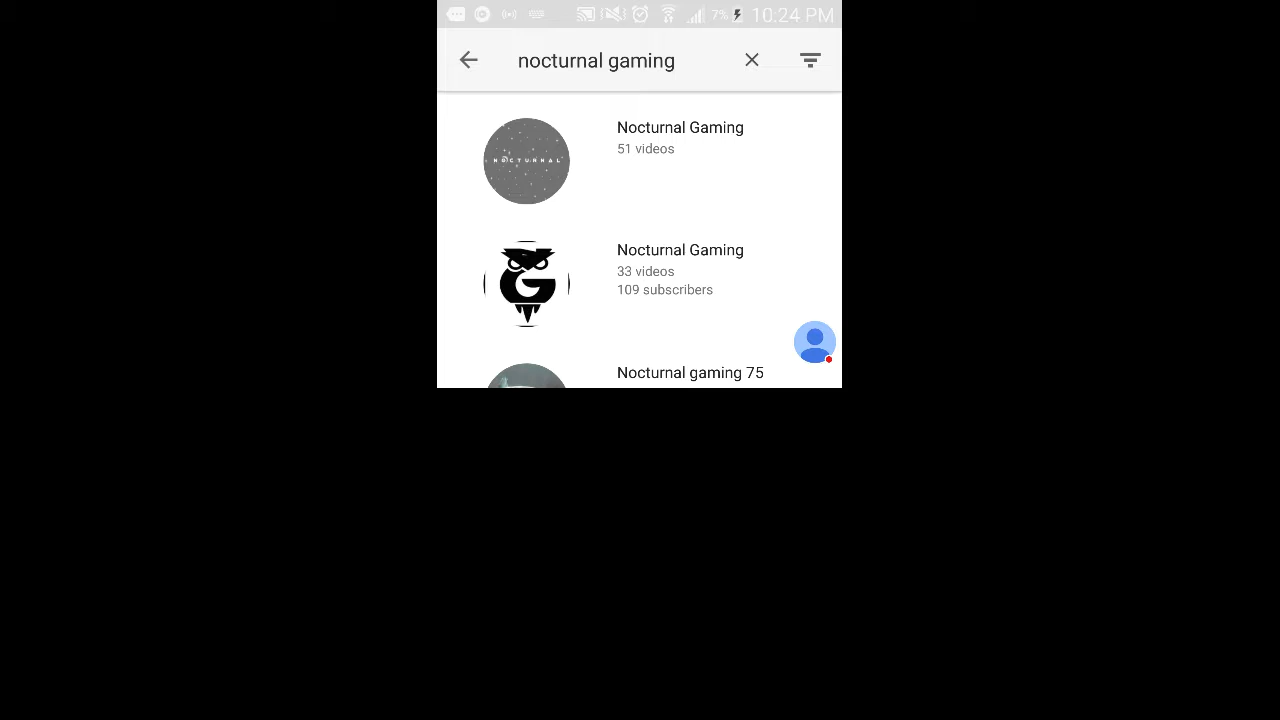 7% 10:24 PM
nocturnal gaming
NOCTURNAL
Nocturnal Gaming
51 videos
G
Nocturnal Gaming
33 videos
109 subscribers
Nocturnal gaming 75